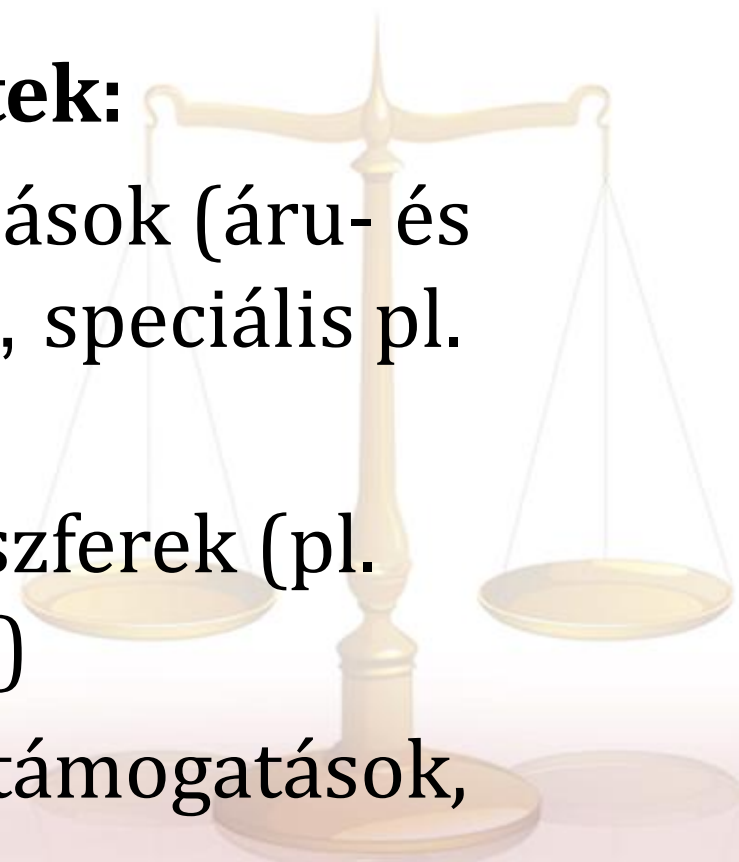 tek:
ások (áru- és
, speciális pl.
szferek (pl.
)
támogatások,